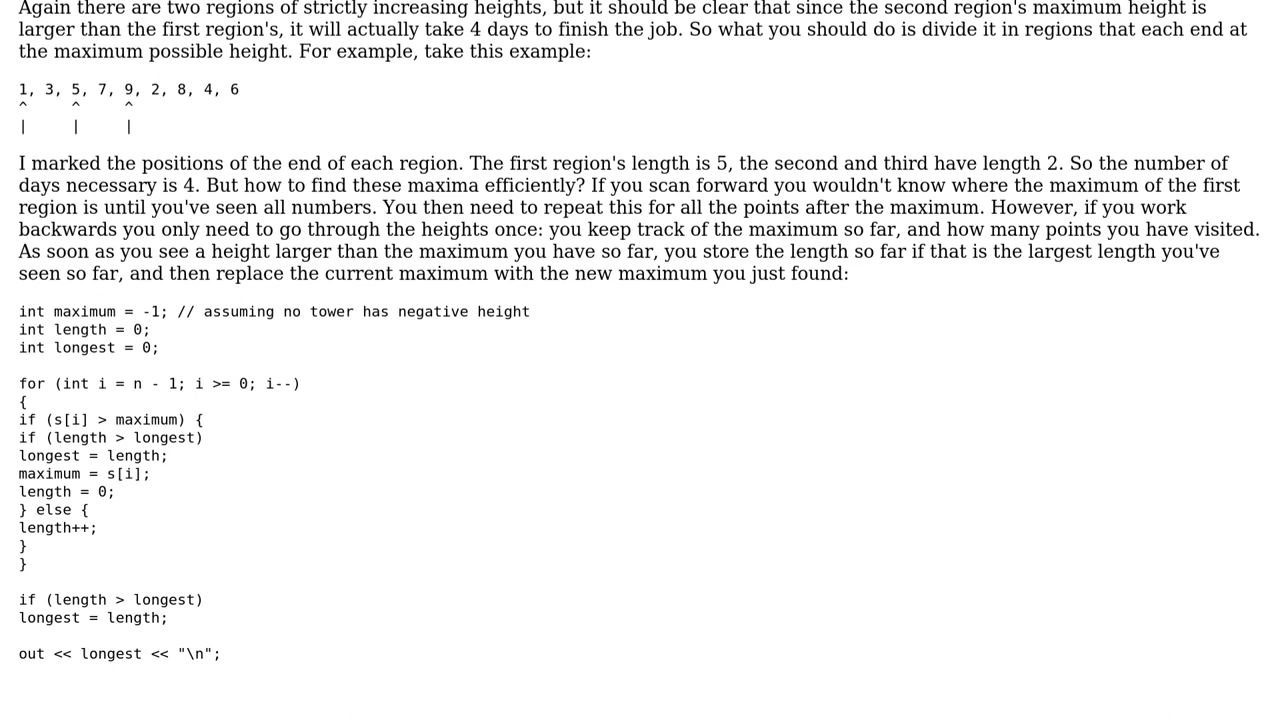 Again there are two regions of strictly increasing heights, but it should be clear that since the second region's maximum height is
larger than the first region's, it will actually take 4 days to finish the job. So what you should do is divide it in regions that each end at
the maximum possible height. For example, take this example:
1, 3, 5, 7, 9, 2, 8, 4, 6
^     ^     ^
|     |     |
I marked the positions of the end of each region. The first region's length is 5, the second and third have length 2. So the number of
days necessary is 4. But how to find these maxima efficiently? If you scan forward you wouldn't know where the maximum of the first
region is until you've seen all numbers. You then need to repeat this for all the points after the maximum. However, if you work
backwards you only need to go through the heights once: you keep track of the maximum so far, and how many points you have visited.
As soon as you see a height larger than the maximum you have so far, you store the length so far if that is the largest length you've
seen so far, and then replace the current maximum with the new maximum you just found:
int maximum = -1; // assuming no tower has negative height
int length = 0;
int longest = 0;
for (int i = n - 1; i >= 0; i--)
{
if (s[i] > maximum) {
if (length > longest)
longest = length;
maximum = s[i];
length = 0;
} else {
length++;
}
}
if (length > longest)
longest = length;
out << longest << "\n";